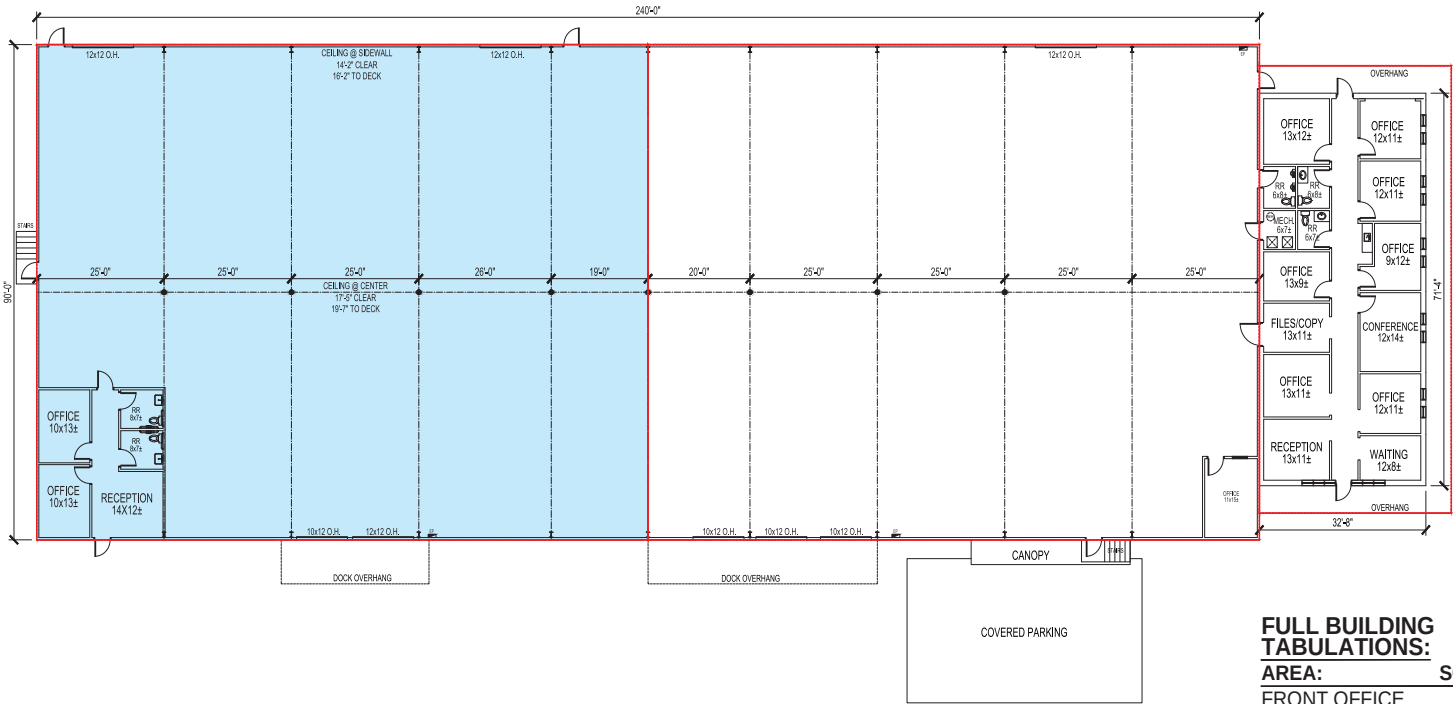 240'-0"
12x12 O.H.
CEILING @ SIDEWALL
14'-2" CLEAR
16'-2" TO DECK
12x12 O.H.
12x12 O.H.
OVERHANG
OFFICE
13x12±
OFFICE
12x11±
RR
6x8±
RR
6x8±
OFFICE
12x11±
MECH.
6x7±
RR
6x7±
OFFICE
9x12±
STAIRS
90'-0"
25'-0"
25'-0"
25'-0"
26'-0"
19'-0"
20'-0"
25'-0"
25'-0"
25'-0"
25'-0"
CEILING @ CENTER
17'-5" CLEAR
19'-7" TO DECK
OFFICE
13x9±
71'-4"
FILES/COPY
13x11±
CONFERENCE
12x14±
OFFICE
13x11±
OFFICE
12x11±
OFFICE
10x13±
RR
8x7±
RR
8x7±
OFFICE
10x13±
RECEPTION
14X12±
RECEPTION
13x11±
WAITING
12x8±
OFFICE
11x15±
10x12 O.H.
12x12 O.H.
10x12 O.H.
10x12 O.H.
10x12 O.H.
OVERHANG
32'-8"
DOCK OVERHANG
DOCK OVERHANG
CANOPY
STAIRS
COVERED PARKING
FULL BUILDING
TABULATIONS:
AREA: S
FRONT OFFICE